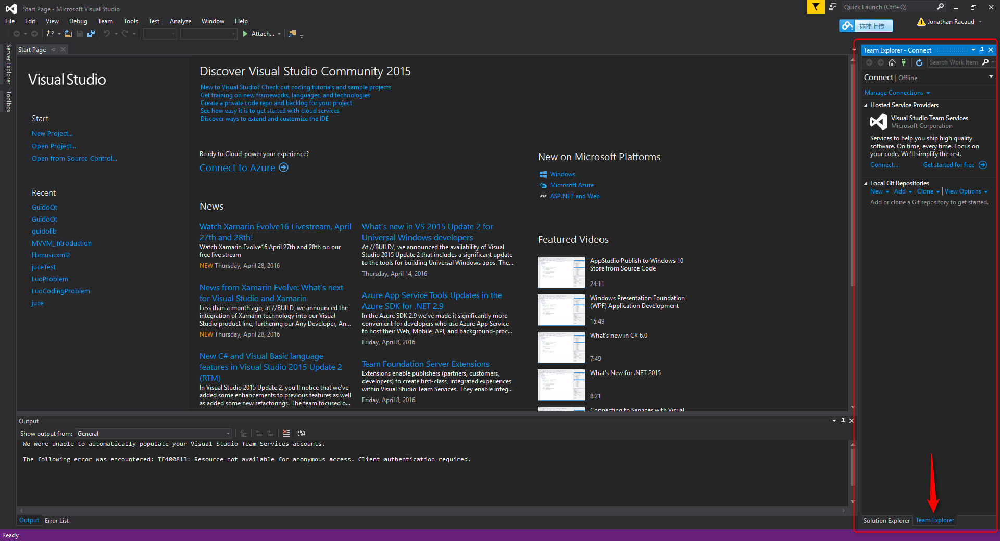 Start Page - Microsoft Visual Studio
Quick Launch (Ctrl+Q)
File Edit View Debug Team Tools Test Analyze Window Help
拖拽上传
Jonathan Racaud
Attach...
Server Explorer
Toolbox
Start Page
Visual Studio
Start
New Project...
Open Project...
Open from Source Control...
Recent
GuidoQt
GuidoQt
guidolib
MVVM_Introduction
libmusicxml2
juceTest
LuoProblem
LuoCodingProblem
juce
Discover Visual Studio Community 2015
New to Visual Studio? Check out coding tutorials and sample projects
Get training on new frameworks, languages, and technologies
Create a private code repo and backlog for your project
See how easy it is to get started with cloud services
Discover ways to extend and customize the IDE
Ready to Cloud-power your experience?
Connect to Azure
News
Watch Xamarin Evolve16 Livestream, April
27th and 28th!
Watch Xamarin Evolve16 April 27th and 28th on our
free live stream
NEW Thursday, April 28, 2016
News from Xamarin Evolve: What's next
for Visual Studio and Xamarin
Less than a month ago, at //BUILD, we announced the
integration of Xamarin technology into our Visual
Studio product line, furthering our Any Developer, An...
NEW Thursday, April 28, 2016
New C# and Visual Basic language
features in Visual Studio 2015 Update 2
(RTM)
In Visual Studio 2015 Update 2, you'll notice that we've
added some enhancements to previous features as well
as added some new refactorings. The team focused o...
What's new in VS 2015 Update 2 for
Universal Windows developers
At //BUILD/, we announced the availability of Visual
Studio 2015 Update 2 that includes a significant update
to the tools for building Universal Windows apps. The...
Thursday, April 14, 2016
Azure App Service Tools Updates in the
Azure SDK for .NET 2.9
In the Azure SDK 2.9 we've made it significantly more
convenient for developers who use Azure App Service
to host their Web, Mobile, API, and background-proc...
Friday, April 8, 2016
Team Foundation Server Extensions
Extensions enable publishers (partners, customers,
developers) to create first-class, integrated experiences
within Visual Studio Team Services. They enable integ...
Friday, April 8, 2016
New on Microsoft Platforms
Windows
Microsoft Azure
ASP.NET and Web
Featured Videos
AppStudio Publish to Windows 10
Store from Source Code
24:11
Windows Presentation Foundation
(WPF) Application Development
15:49
What's new in C# 6.0
7:49
What's New for .NET 2015
8:21
Connecting to Services with Visual
Output
Show output from: General
We were unable to automatically populate your Visual Studio Team Services accounts.
The following error was encountered: TF400813: Resource not available for anonymous access. Client authentication required.
Output Error List
Ready
Team Explorer - Connect
Search Work Item
Connect | Offline
Manage Connections
Hosted Service Providers
Visual Studio Team Services
Microsoft Corporation
Services to help you ship high quality
software. On time, every time. Focus on
your code. We'll simplify the rest.
Connect... Get started for free
Local Git Repositories
New | Add | Clone | View Options
Add or clone a Git repository to get started.
Solution Explorer Team Explorer